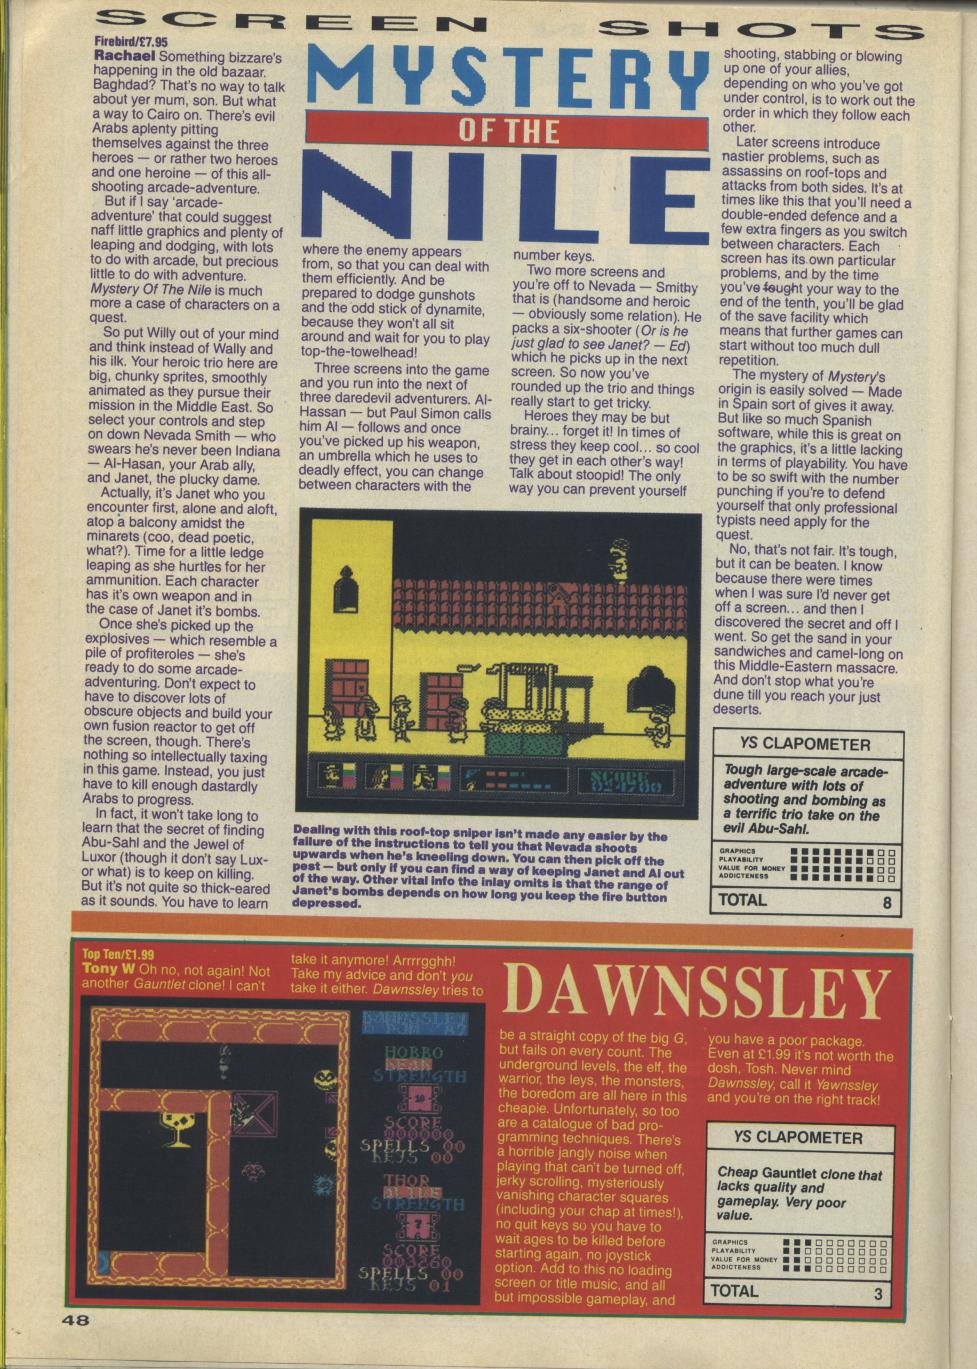 SCREEN SHOTS
Firebird/£7.95
Rachael Something bizzare's
happening in the old bazaar.
Baghdad? That's no way to talk
about yer mum, son. But what
a way to Cairo on. There's evil
Arabs aplenty pitting
themselves against the three
heroes — or rather two heroes
and one heroine — of this all-
shooting arcade-adventure.
But if I say 'arcade-
adventure' that could suggest
naff little graphics and plenty of
leaping and dodging, with lots
to do with arcade, but precious
little to do with adventure.
Mystery Of The Nile is much
more a case of characters on a
quest.
So put Willy out of your mind
and think instead of Wally and
his ilk. Your heroic trio here are
big, chunky sprites, smoothly
animated as they pursue their
mission in the Middle East. So
select your controls and step
on down Nevada Smith — who
swears he's never been Indiana
— Al-Hasan, your Arab ally,
and Janet, the plucky dame.
Actually, it's Janet who you
encounter first, alone and aloft,
atop a balcony amidst the
minarets (coo, dead poetic,
what?). Time for a little ledge
leaping as she hurtles for her
ammunition. Each character
has it's own weapon and in
the case of Janet it's bombs.
Once she's picked up the
explosives — which resemble a
pile of profiteroles — she's
ready to do some arcade-
adventuring. Don't expect to
have to discover lots of
obscure objects and build your
own fusion reactor to get off
the screen, though. There's
nothing so intellectually taxing
in this game. Instead, you just
have to kill enough dastardly
Arabs to progress.
In fact, it won't take long to
learn that the secret of finding
Abu-Sahl and the Jewel of
Luxor (though it don't say Lux-
or what) is to keep on killing.
But it's not quite so thick-eared
as it sounds. You have to learn
MYSTERY
OF THE
NILE
where the enemy appears
from, so that you can deal with
them efficiently. And be
prepared to dodge gunshots
and the odd stick of dynamite,
because they won't all sit
around and wait for you to play
top-the-towelhead!
Three screens into the game
and you run into the next of
three daredevil adventurers. Al-
Hassan — but Paul Simon calls
him Al — follows and once
you've picked up his weapon,
an umbrella which he uses to
deadly effect, you can change
between characters with the
number keys.
Two more screens and
you're off to Nevada — Smithy
that is (handsome and heroic
— obviously some relation). He
packs a six-shooter (Or is he
just glad to see Janet? — Ed)
which he picks up in the next
screen. So now you've
rounded up the trio and things
really start to get tricky.
Heroes they may be but
brainy... forget it! In times of
stress they keep cool... so cool
they get in each other's way!
Talk about stoopid! The only
way you can prevent yourself
shooting, stabbing or blowing
up one of your allies,
depending on who you've got
under control, is to work out the
order in which they follow each
other.
Later screens introduce
nastier problems, such as
assassins on roof-tops and
attacks from both sides. It's at
times like this that you'll need a
double-ended defence and a
few extra fingers as you switch
between characters. Each
screen has its own particular
problems, and by the time
you've fought your way to the
end of the tenth, you'll be glad
of the save facility which
means that further games can
start without too much dull
repetition.
The mystery of Mystery's
origin is easily solved — Made
in Spain sort of gives it away.
But like so much Spanish
software, while this is great on
the graphics, it's a little lacking
in terms of playability. You have
to be so swift with the number
punching if you're to defend
yourself that only professional
typists need apply for the
quest.
No, that's not fair. It's tough,
but it can be beaten. I know
because there were times
when I was sure I'd never get
off a screen... and then I
discovered the secret and off I
went. So get the sand in your
sandwiches and camel-long on
this Middle-Eastern massacre.
And don't stop what you're
dune till you reach your just
deserts.
SCORE
Dealing with this roof-top sniper isn't made any easier by the
failure of the instructions to tell you that Nevada shoots
upwards when he's kneeling down. You can then pick off the
pest — but only if you can find a way of keeping Janet and Al out
of the way. Other vital info the inlay omits is that the range of
Janet's bombs depends on how long you keep the fire button
depressed.
YS CLAPOMETER
Tough large-scale arcade-
adventure with lots of
shooting and bombing as
a terrific trio take on the
evil Abu-Sahl.
GRAPHICS
PLAYABILITY
VALUE FOR MONEY
ADDICTENESS
TOTAL 8
Top Ten/£1.99
Tony W Oh no, not again! Not
another Gauntlet clone! I can't
take it anymore! Arrrrgghh!
Take my advice and don't you
take it either. Dawnssley tries to
DAWNSSLEY
be a straight copy of the big G,
but fails on every count. The
underground levels, the elf, the
warrior, the leys, the monsters,
the boredom are all here in this
cheapie. Unfortunately, so too
are a catalogue of bad pro-
gramming techniques. There's
a horrible jangly noise when
playing that can't be turned off,
jerky scrolling, mysteriously
vanishing character squares
(including your chap at times!),
no quit keys so you have to
wait ages to be killed before
starting again, no joystick
option. Add to this no loading
screen or title music, and all
but impossible gameplay, and
you have a poor package.
Even at £1.99 it's not worth the
dosh, Tosh. Never mind
Dawnssley, call it Yawnssley
and you're on the right track!
DAWNSSLEY
HOBBO
STRENGTH
10
SCORE
000000
SPELLS 00
KEYS 00
THOR
STRENGTH
7
SCORE
003260
SPELLS 00
KEYS 01
YS CLAPOMETER
Cheap Gauntlet clone that
lacks quality and
gameplay. Very poor
value.
GRAPHICS
PLAYABILITY
VALUE FOR MONEY
ADDICTENESS
TOTAL 3
48